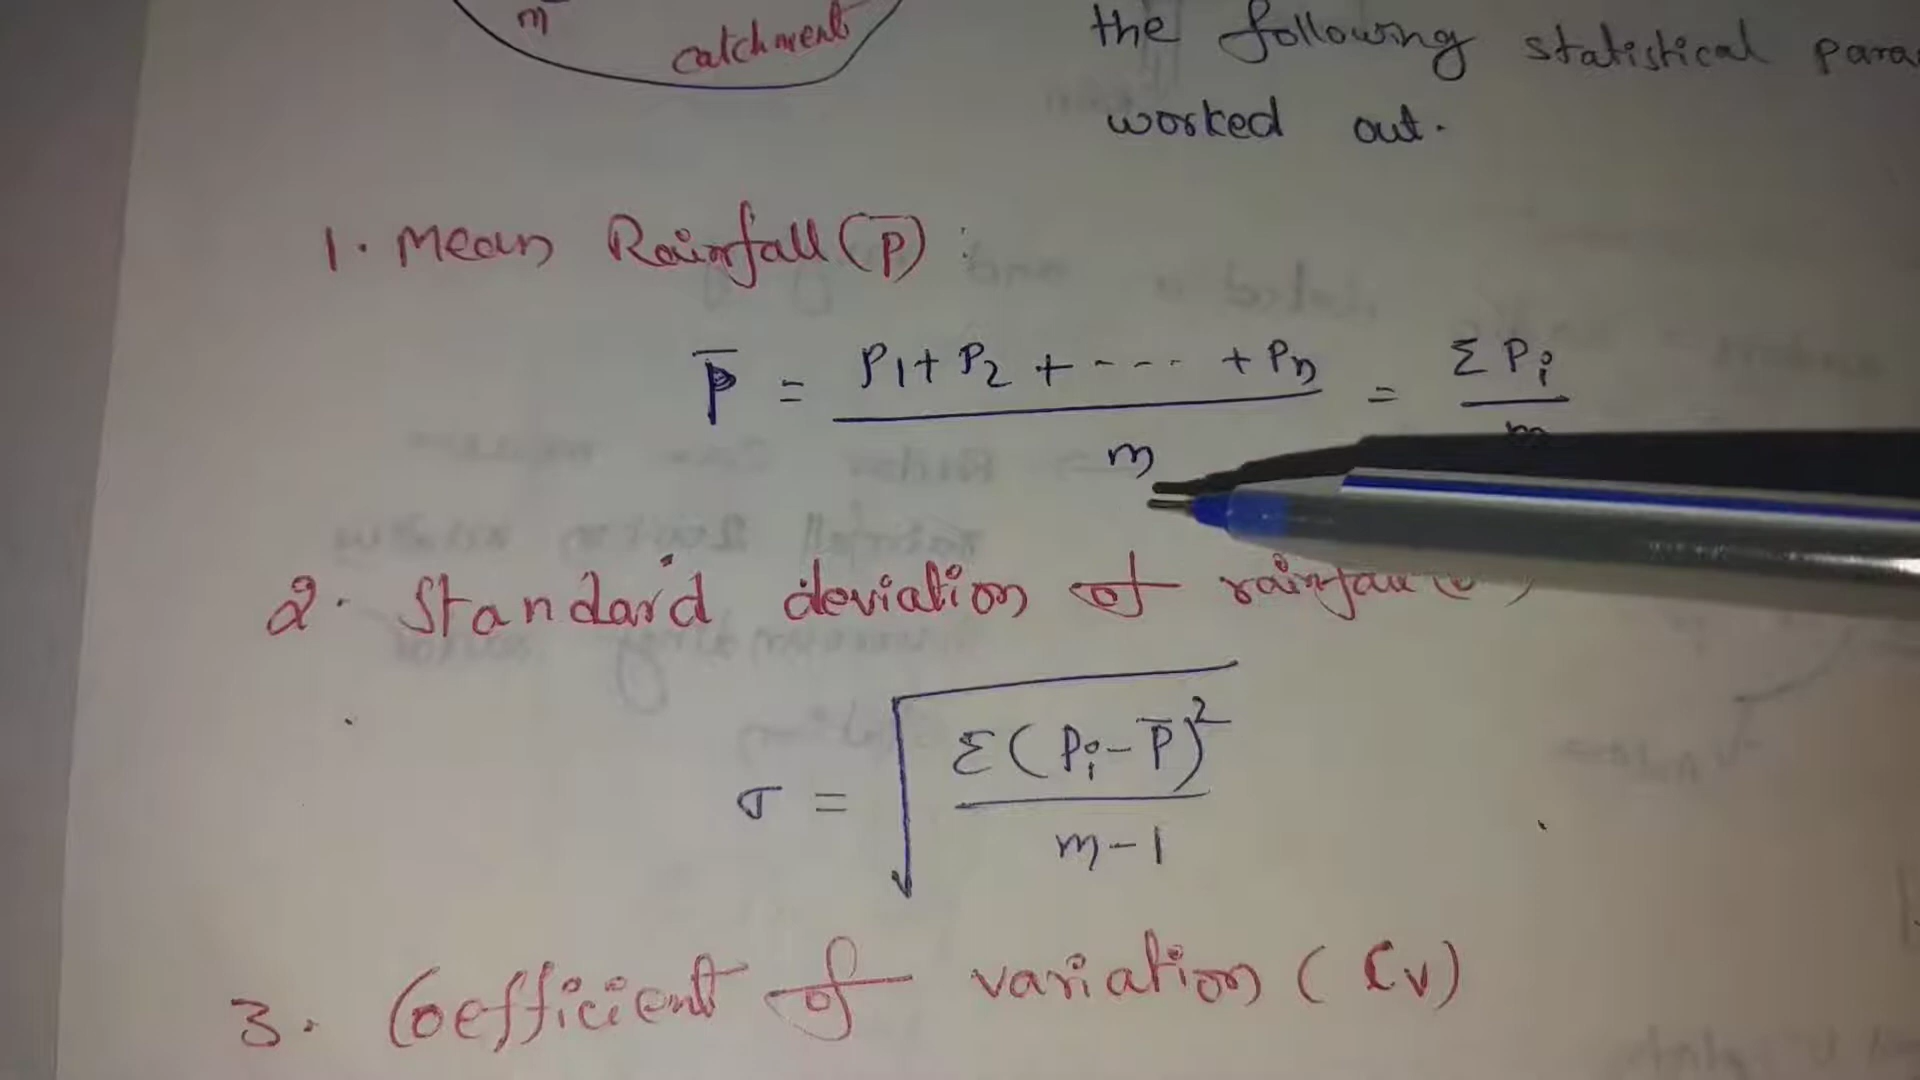 m
catchment
the following statistical para
worked out.
1. Mean Rainfall (P̅) :
P̅ = P1 + P2 + ---- + Pn / m = Σ Pi / m
2. Standard deviation of rainfall
σ = √ Σ(Pi - P̅)² / m-1
3. Coefficient of variation (Cv)